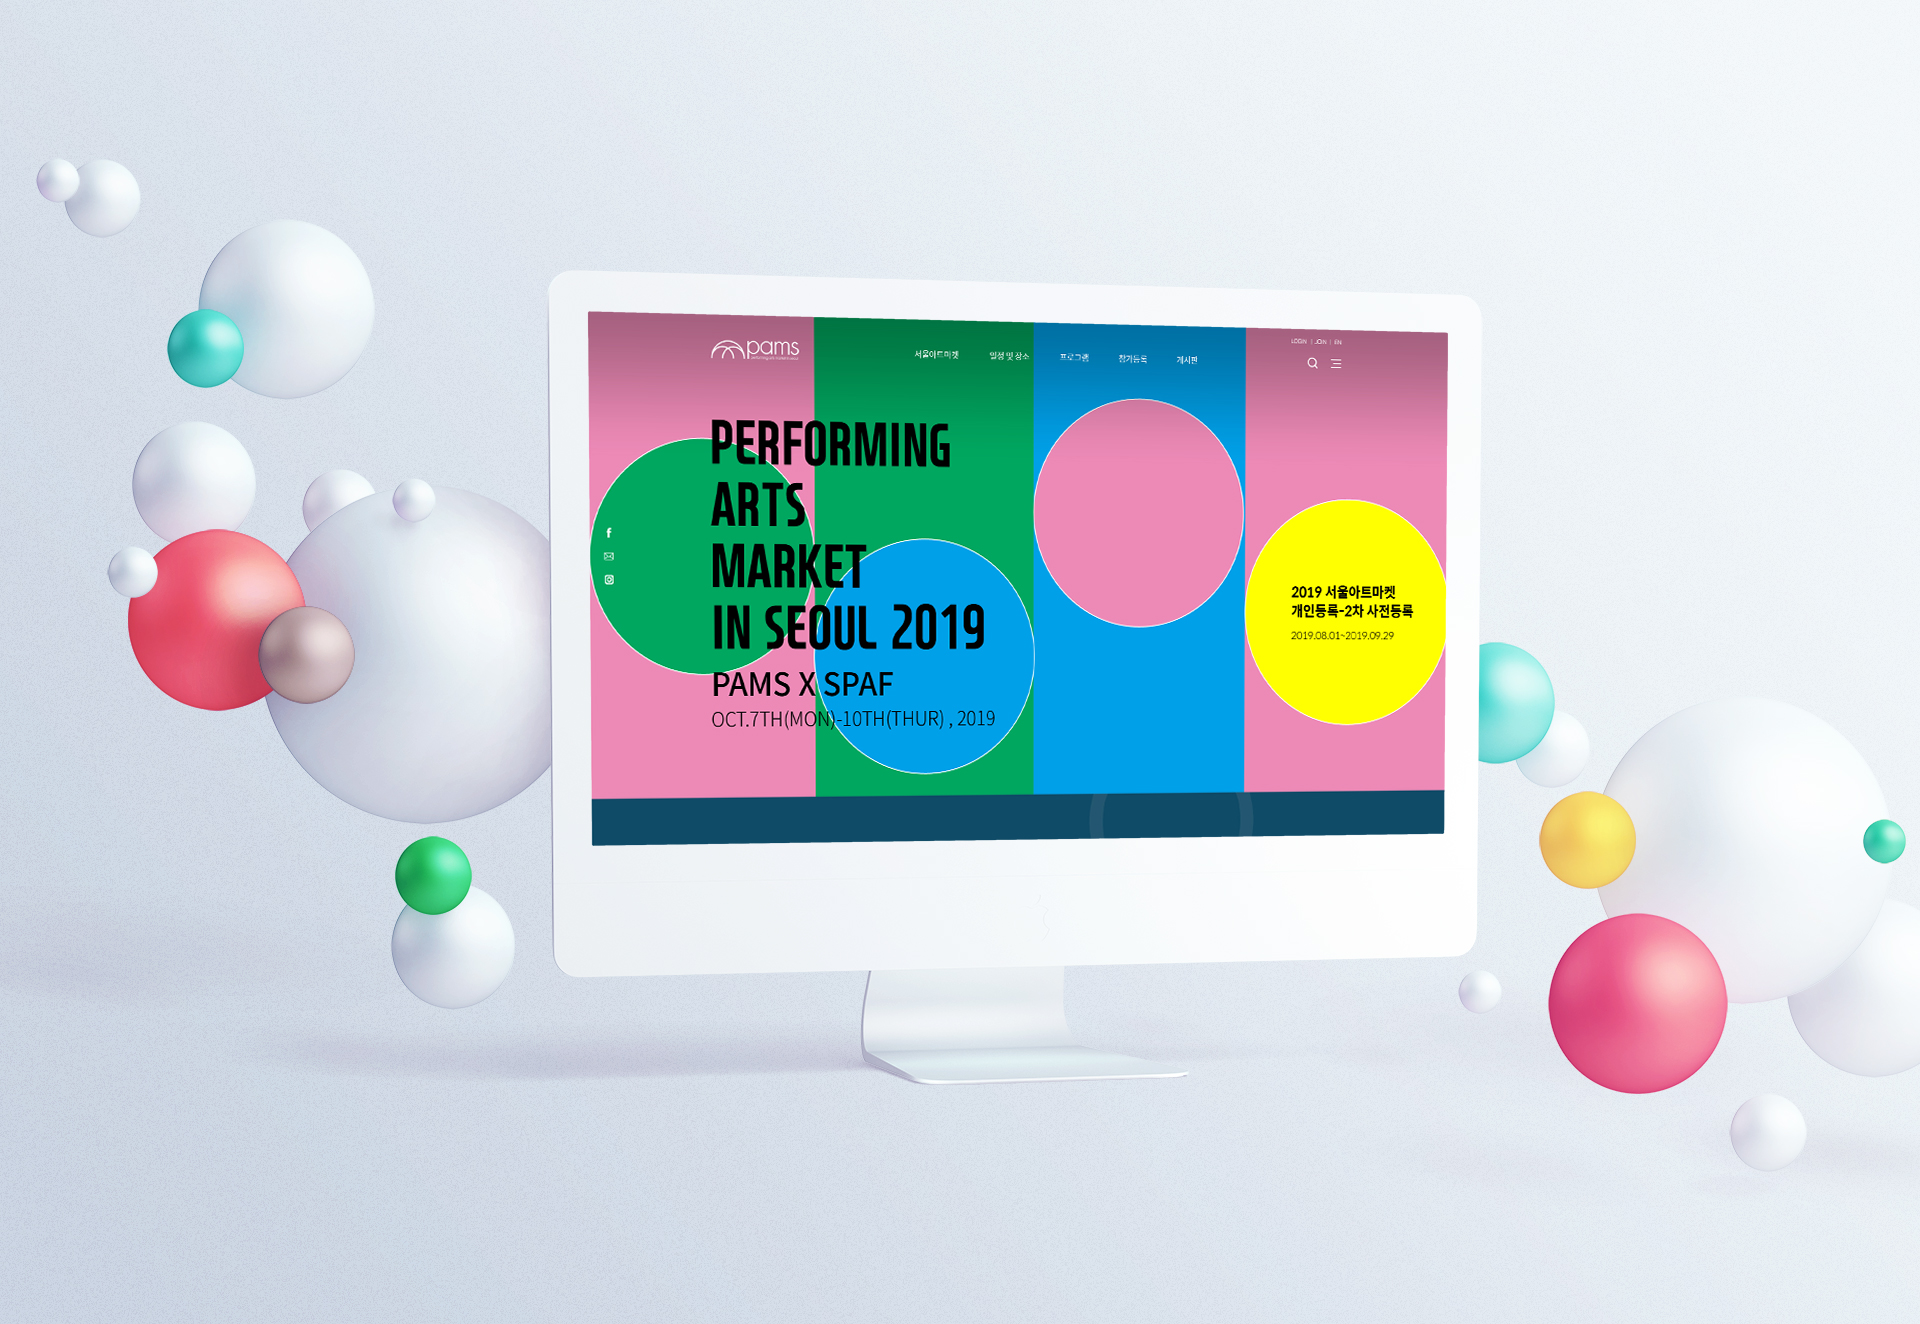 pams
서울아트마켓 일정 및 장소 프로그램 참가등록 게시판
LOGIN | JOIN | EN
PERFORMING
ARTS
MARKET
IN SEOUL 2019
PAMS X SPAF
OCT.7TH(MON)-10TH(THUR) , 2019
2019 서울아트마켓
개인등록-2차 사전등록
2019.08.01~2019.09.29